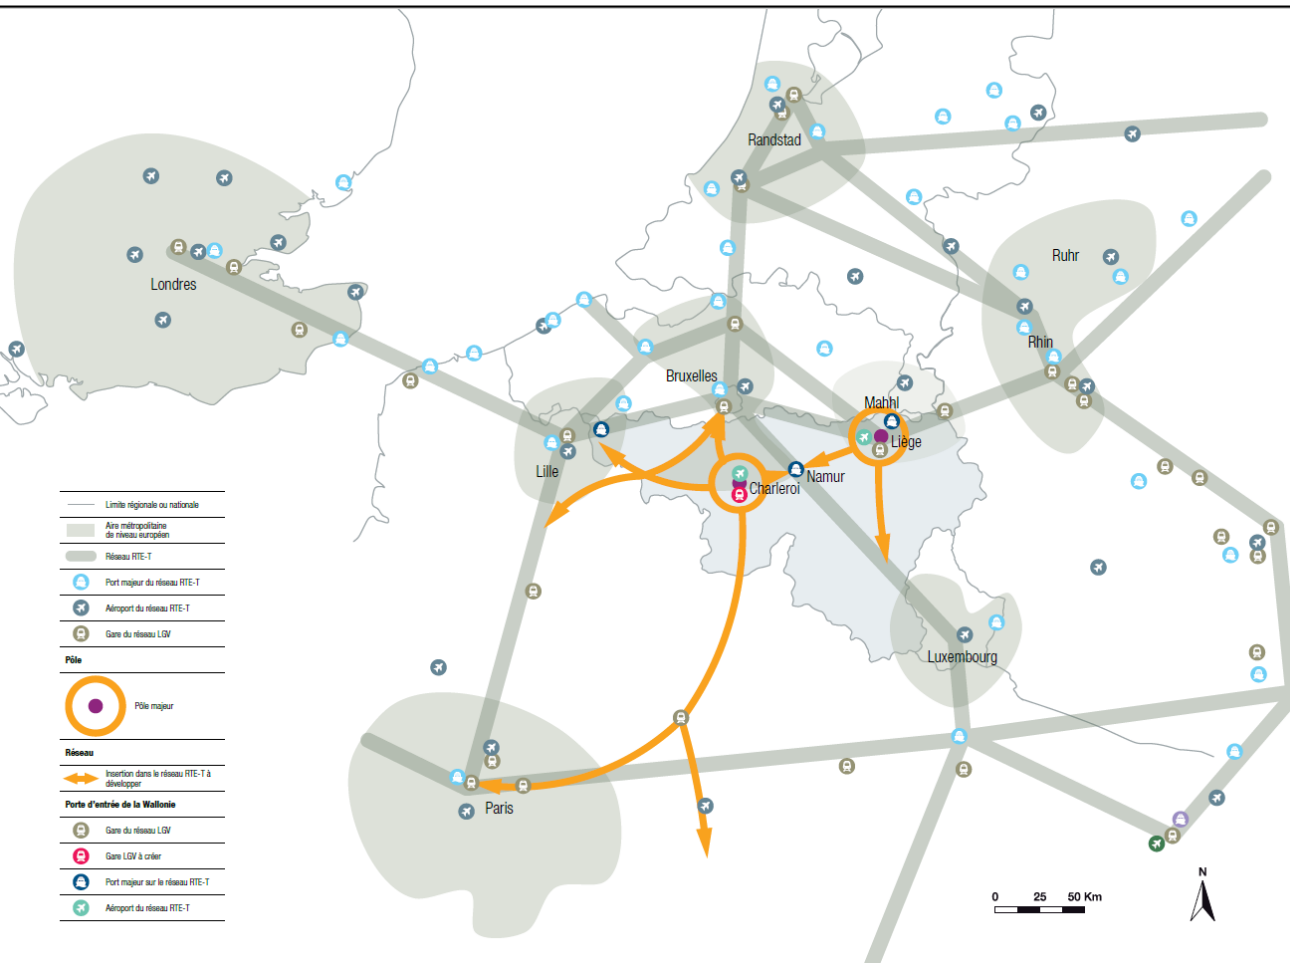 Randstad
Londres
Ruhr
Rhin
Bruxelles
Mahhl
Liège
Lille
Namur
Charleroi
Luxembourg
Paris
Limite régionale ou nationale
Aire métropolitaine
de niveau européen
Réseau RTE-T
Port majeur du réseau RTE-T
Aéroport du réseau RTE-T
Gare du réseau LGV
Pôle
Pôle majeur
Réseau
Insertion dans le réseau RTE-T à
développer
Porte d'entrée de la Wallonie
Gare du réseau LGV
Gare LGV à créer
Port majeur sur le réseau RTE-T
Aéroport du réseau RTE-T
0 25 50 Km
N